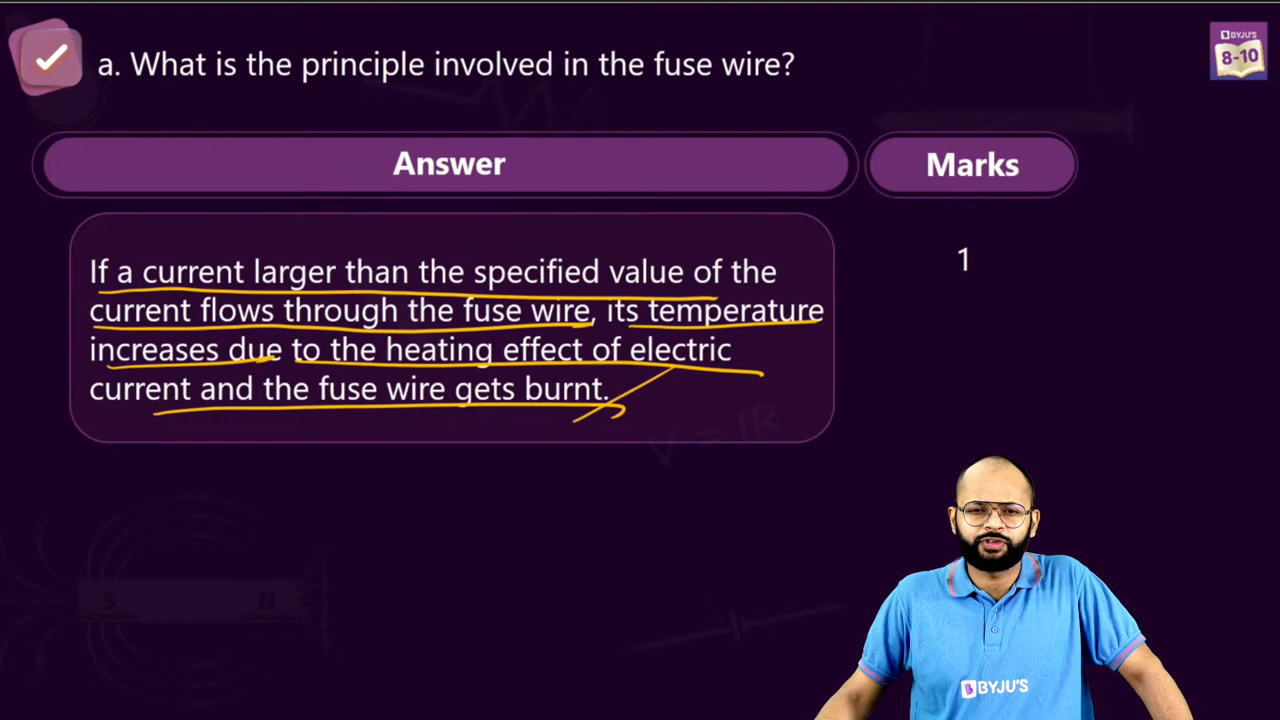 a. What is the principle involved in the fuse wire?
BYJU'S
8-10
Answer
Marks
If a current larger than the specified value of the
current flows through the fuse wire, its temperature
increases due to the heating effect of electric
current and the fuse wire gets burnt.
1
V = IR
S N
BYJU'S